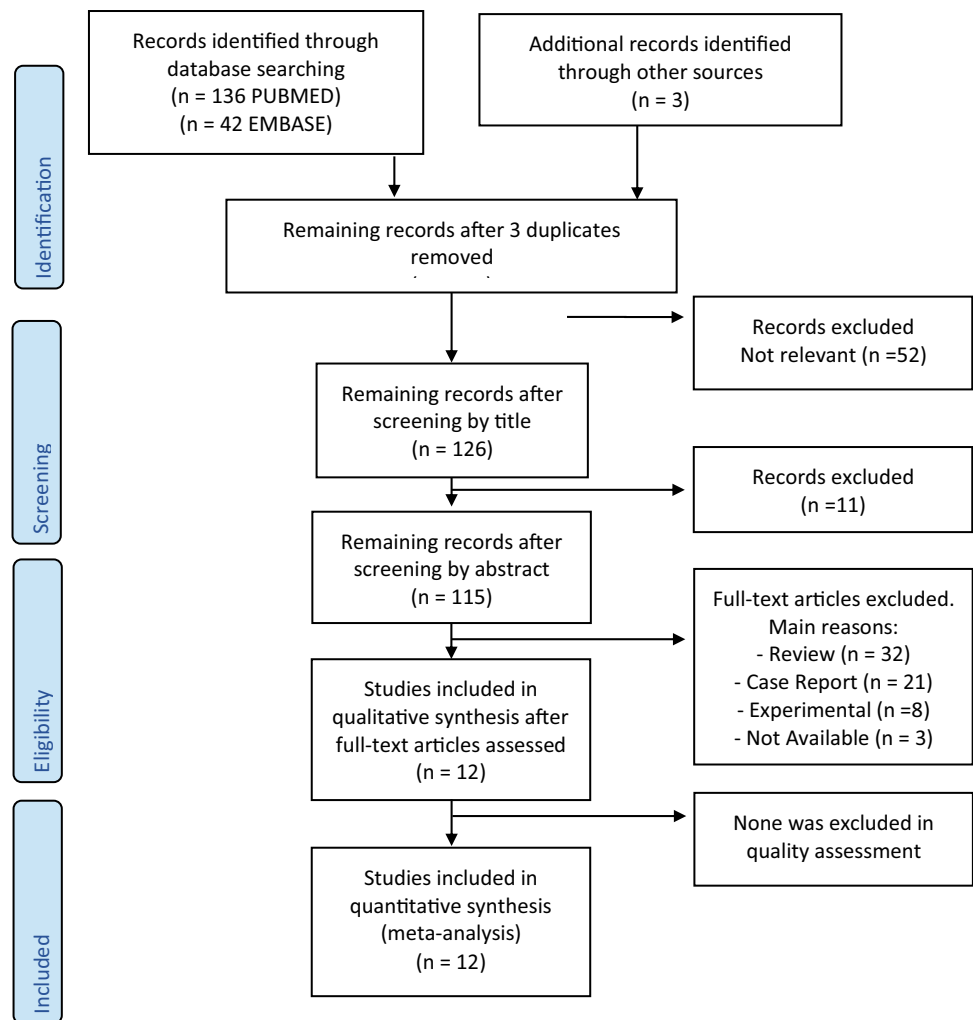 Records identified through
database searching
(n = 136 PUBMED)
(n = 42 EMBASE)
Additional records identified
through other sources
(n = 3)
Identification
Remaining records after 3 duplicates
removed
Records excluded
Not relevant (n =52)
Screening
Remaining records after
screening by title
(n = 126)
Records excluded
(n =11)
Remaining records after
screening by abstract
(n = 115)
Eligibility
Full-text articles excluded.
Main reasons:
- Review (n = 32)
- Case Report (n = 21)
- Experimental (n =8)
- Not Available (n = 3)
Studies included in
qualitative synthesis after
full-text articles assessed
(n = 12)
None was excluded in
quality assessment
Included
Studies included in
quantitative synthesis
(meta-analysis)
(n = 12)